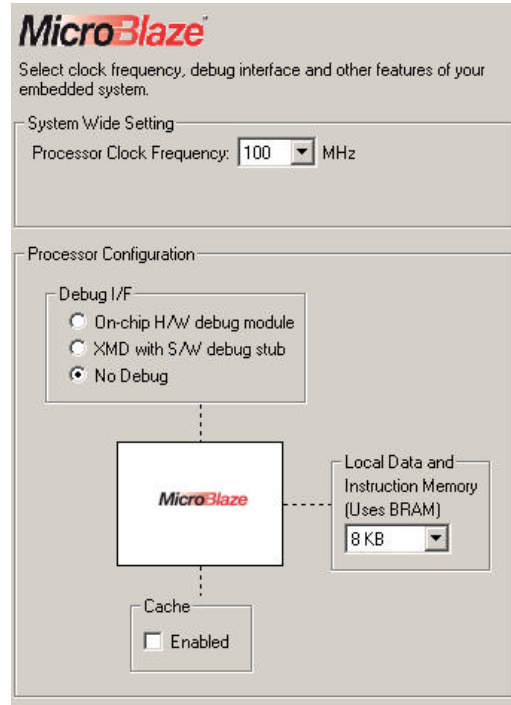 MicroBlaze
Select clock frequency, debug interface and other features of your
embedded system.
System Wide Setting
Processor Clock Frequency: 100 MHz
Processor Configuration
Debug I/F
On-chip H/W debug module
XMD with S/W debug stub
No Debug
MicroBlaze
Local Data and
Instruction Memory
(Uses BRAM)
8 KB
Cache
Enabled